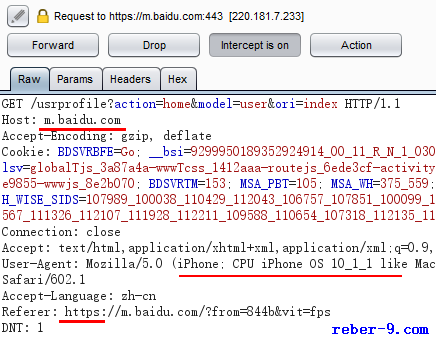 Request to https://m.baidu.com:443 [220.181.7.233]
Forward Drop Intercept is on Action
Raw Params Headers Hex
GET /usrprofile?action=home&model=user&ori=index HTTP/1.1
Host: m.baidu.com
Accept-Encoding: gzip, deflate
Cookie: BDSVRBFE=Go; __bsi=9299950189352924914_00_11_R_N_1_030
lsv=globalTjs_3a87a4a-wwwTcss_1412aaa-routejs_6ede3cf-activity
e9855-wwwjs_8e2b070; BDSVRTM=153; MSA_PBT=105; MSA_WH=375_559;
H_WISE_SIDS=107989_100038_110429_112043_106757_107851_100099_1
567_111326_112107_111928_112211_109588_110654_107318_112135_11
Connection: close
Accept: text/html,application/xhtml+xml,application/xml;q=0.9,
User-Agent: Mozilla/5.0 (iPhone; CPU iPhone OS 10_1_1 like Mac
Safari/602.1
Accept-Language: zh-cn
Referer: https://m.baidu.com/?from=844b&vit=fps
DNT: 1
reber-9.com